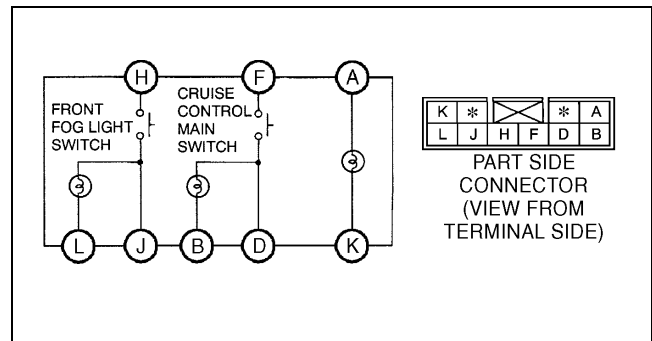 H F A
FRONT
FOG LIGHT
SWITCH
CRUISE
CONTROL
MAIN
SWITCH
L J B D K
K * * A
L J H F D B
PART SIDE
CONNECTOR
(VIEW FROM
TERMINAL SIDE)